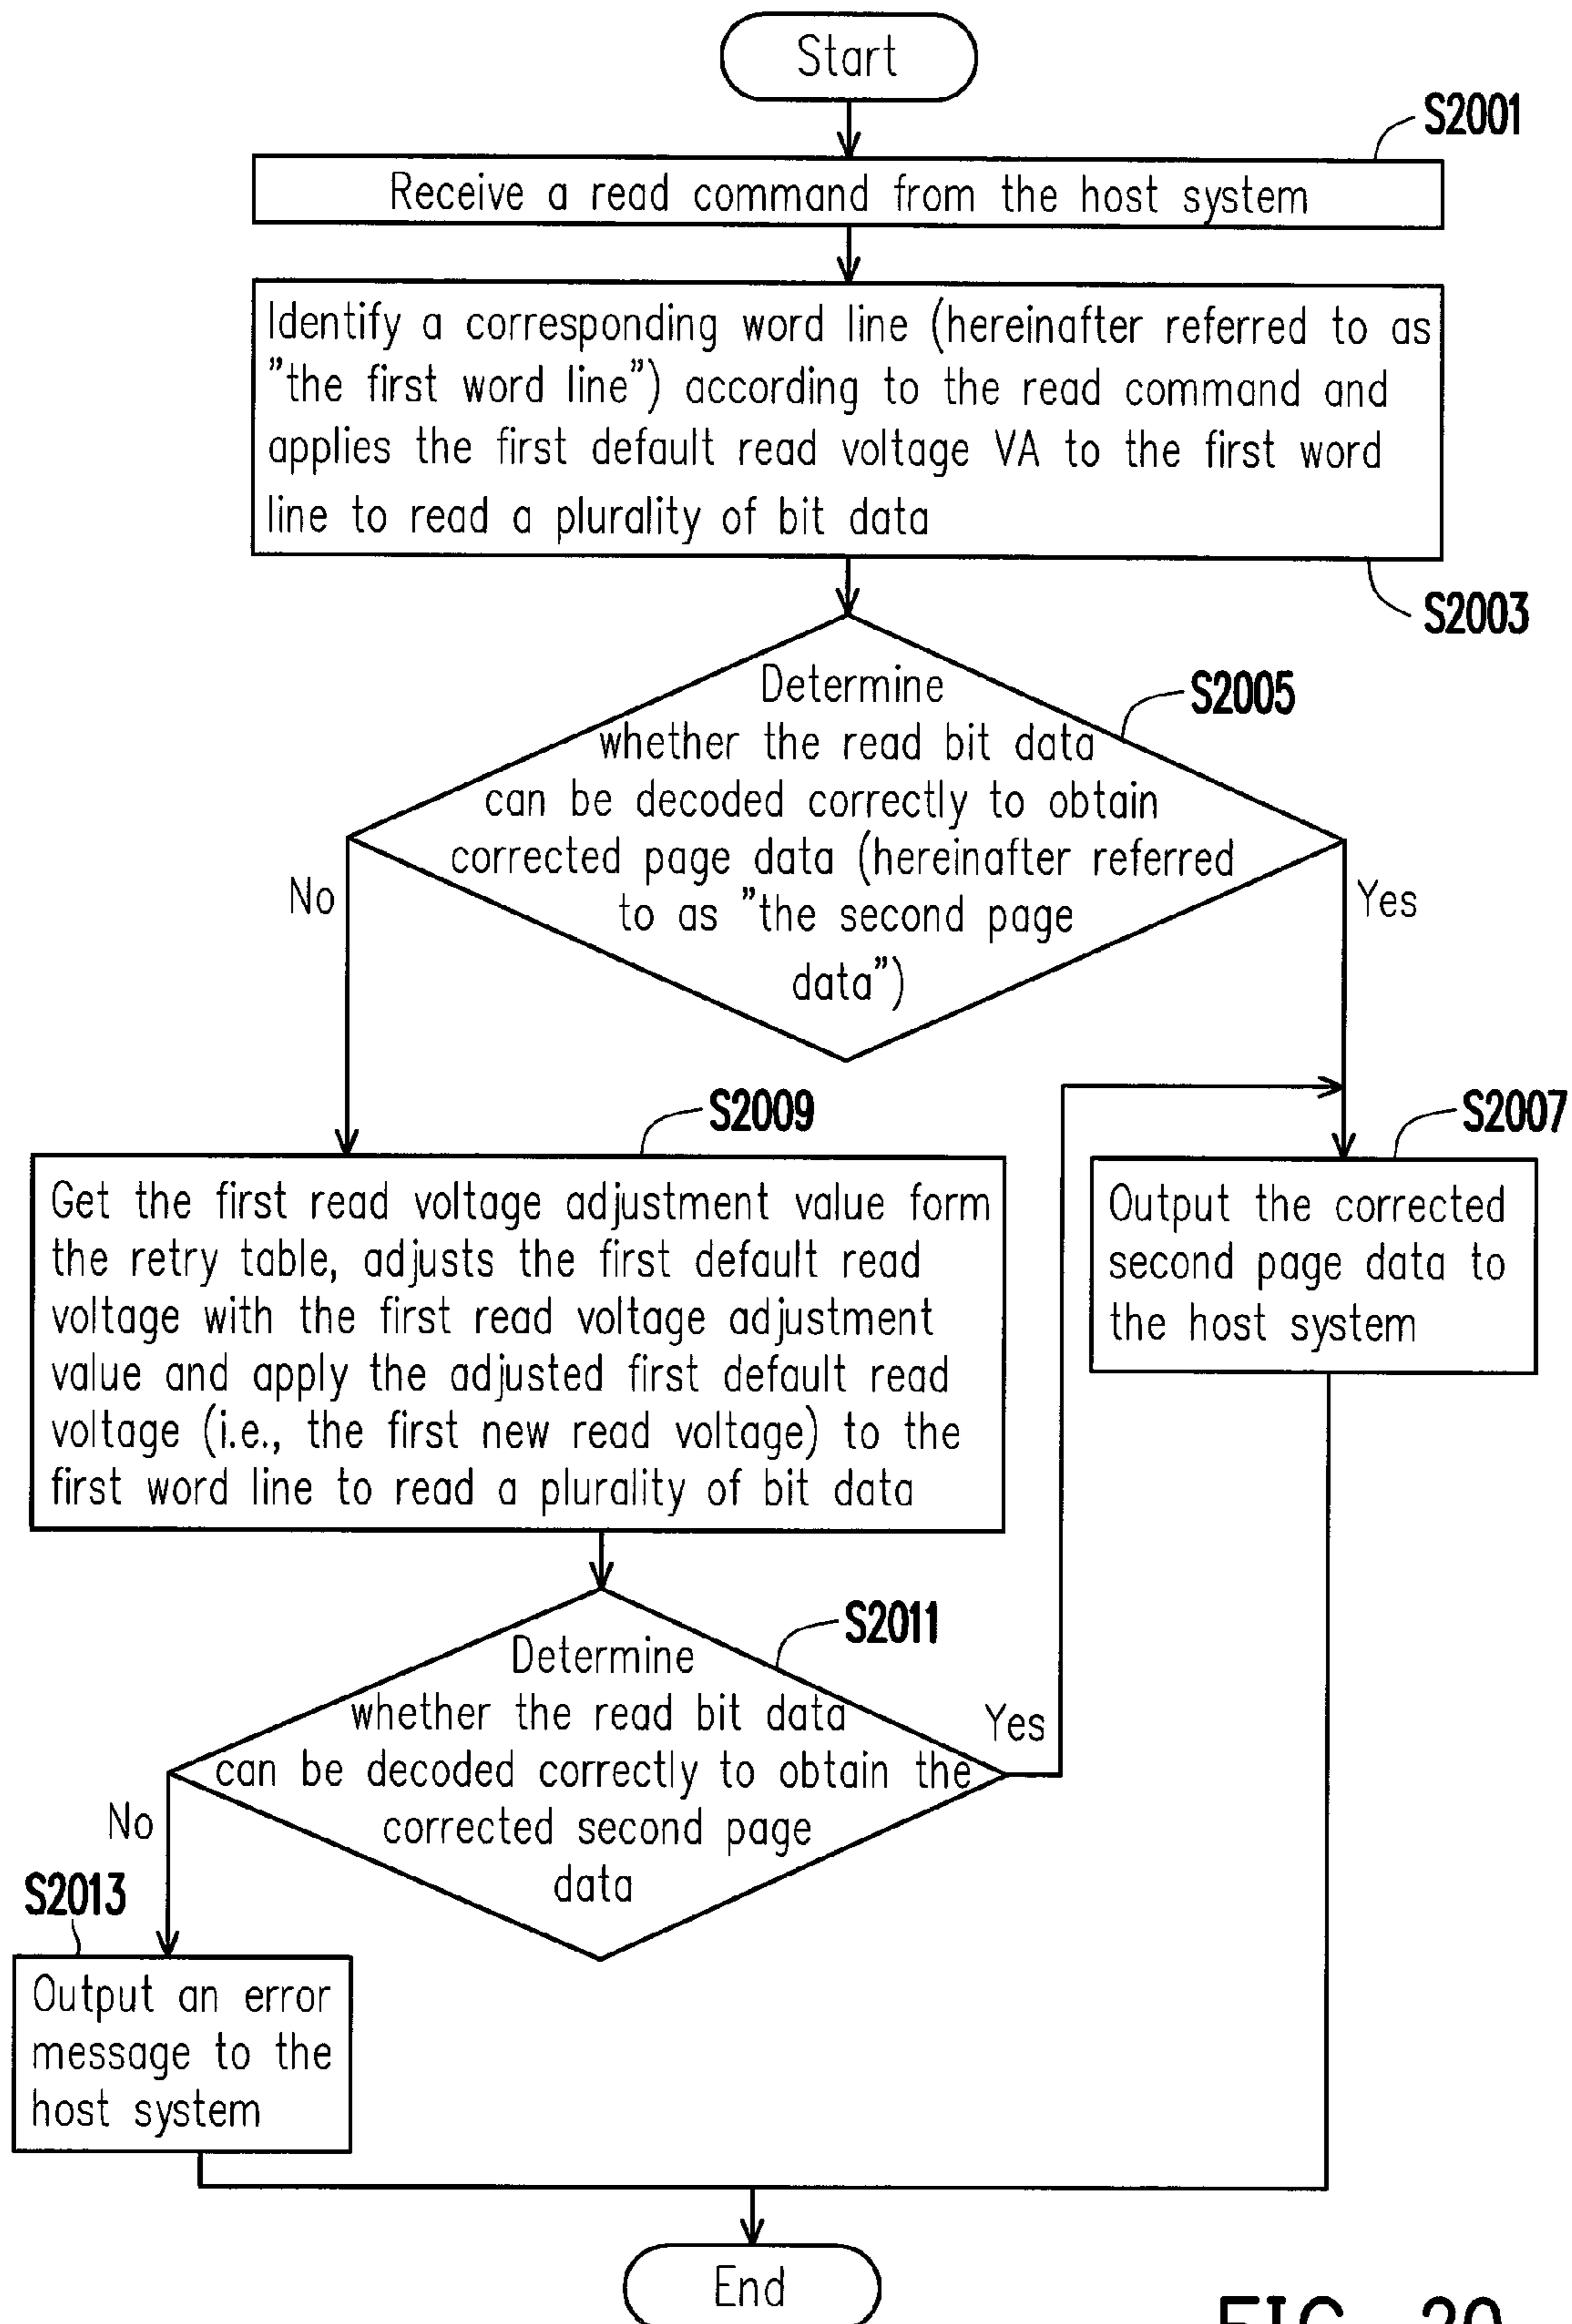 Start
S2001
Receive a read command from the host system
Identify a corresponding word line (hereinafter referred to as
"the first word line") according to the read command and
applies the first default read voltage VA to the first word
line to read a plurality of bit data
S2003
Determine
whether the read bit data
can be decoded correctly to obtain
corrected page data (hereinafter referred
to as "the second page
data")
S2005
No
Yes
S2009
Get the first read voltage adjustment value form
the retry table, adjusts the first default read
voltage with the first read voltage adjustment
value and apply the adjusted first default read
voltage (i.e., the first new read voltage) to the
first word line to read a plurality of bit data
S2007
Output the corrected
second page data to
the host system
S2011
Determine
whether the read bit data
can be decoded correctly to obtain the
corrected second page
data
Yes
No
S2013
Output an error
message to the
host system
End
FIG. 20